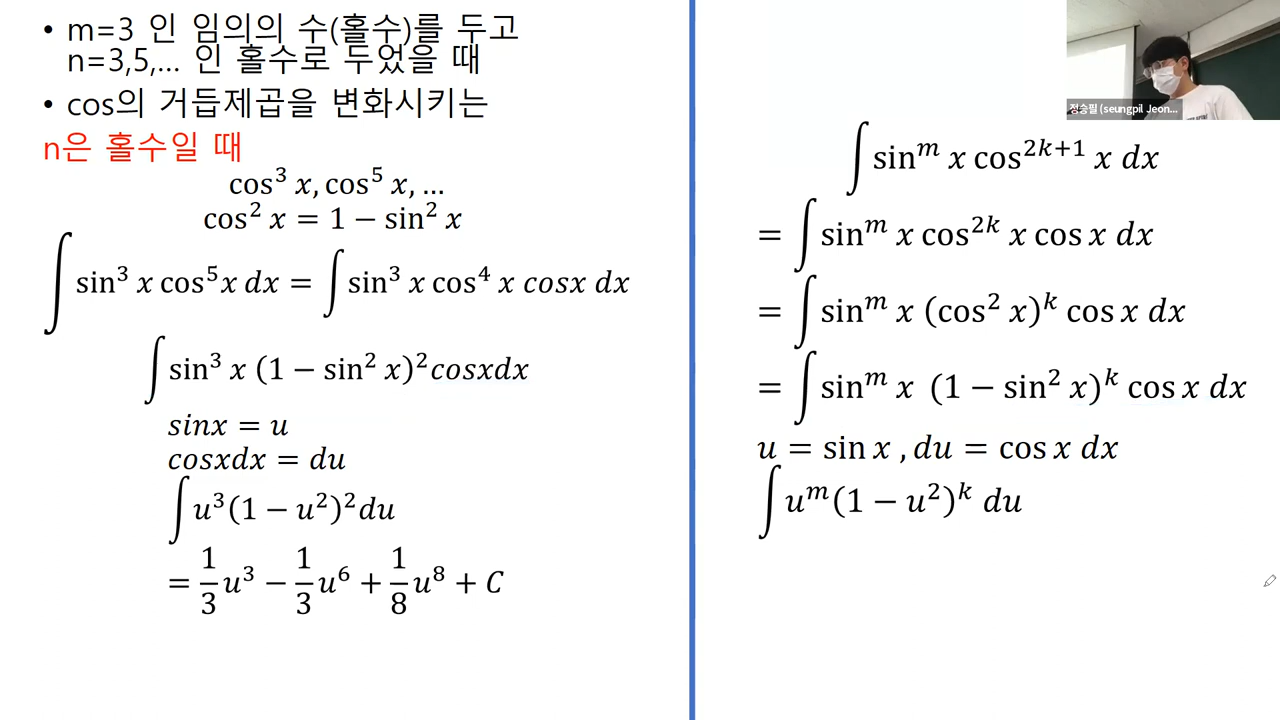 • m=3 인 임의의 수(홀수)를 두고
n=3,5,... 인 홀수로 두었을 때
• cos의 거듭제곱을 변화시키는
n은 홀수일 때
cos³ x, cos⁵ x, ...
cos² x = 1 − sin² x
∫ sin³ x cos⁵x dx = ∫ sin³ x cos⁴ x cosx dx
∫ sin³ x (1 − sin² x)²cosxdx
sinx = u
cosxdx = du
∫ u³(1 − u²)²du
= 1/3 u³ − 1/3 u⁶ + 1/8 u⁸ + C
정승필 (seungpil Jeon...
∫ sinᵐ x cos²ᵏ⁺¹ x dx
= ∫ sinᵐ x cos²ᵏ x cos x dx
= ∫ sinᵐ x (cos² x)ᵏ cos x dx
= ∫ sinᵐ x (1 − sin² x)ᵏ cos x dx
u = sin x , du = cos x dx
∫ uᵐ(1 − u²)ᵏ du